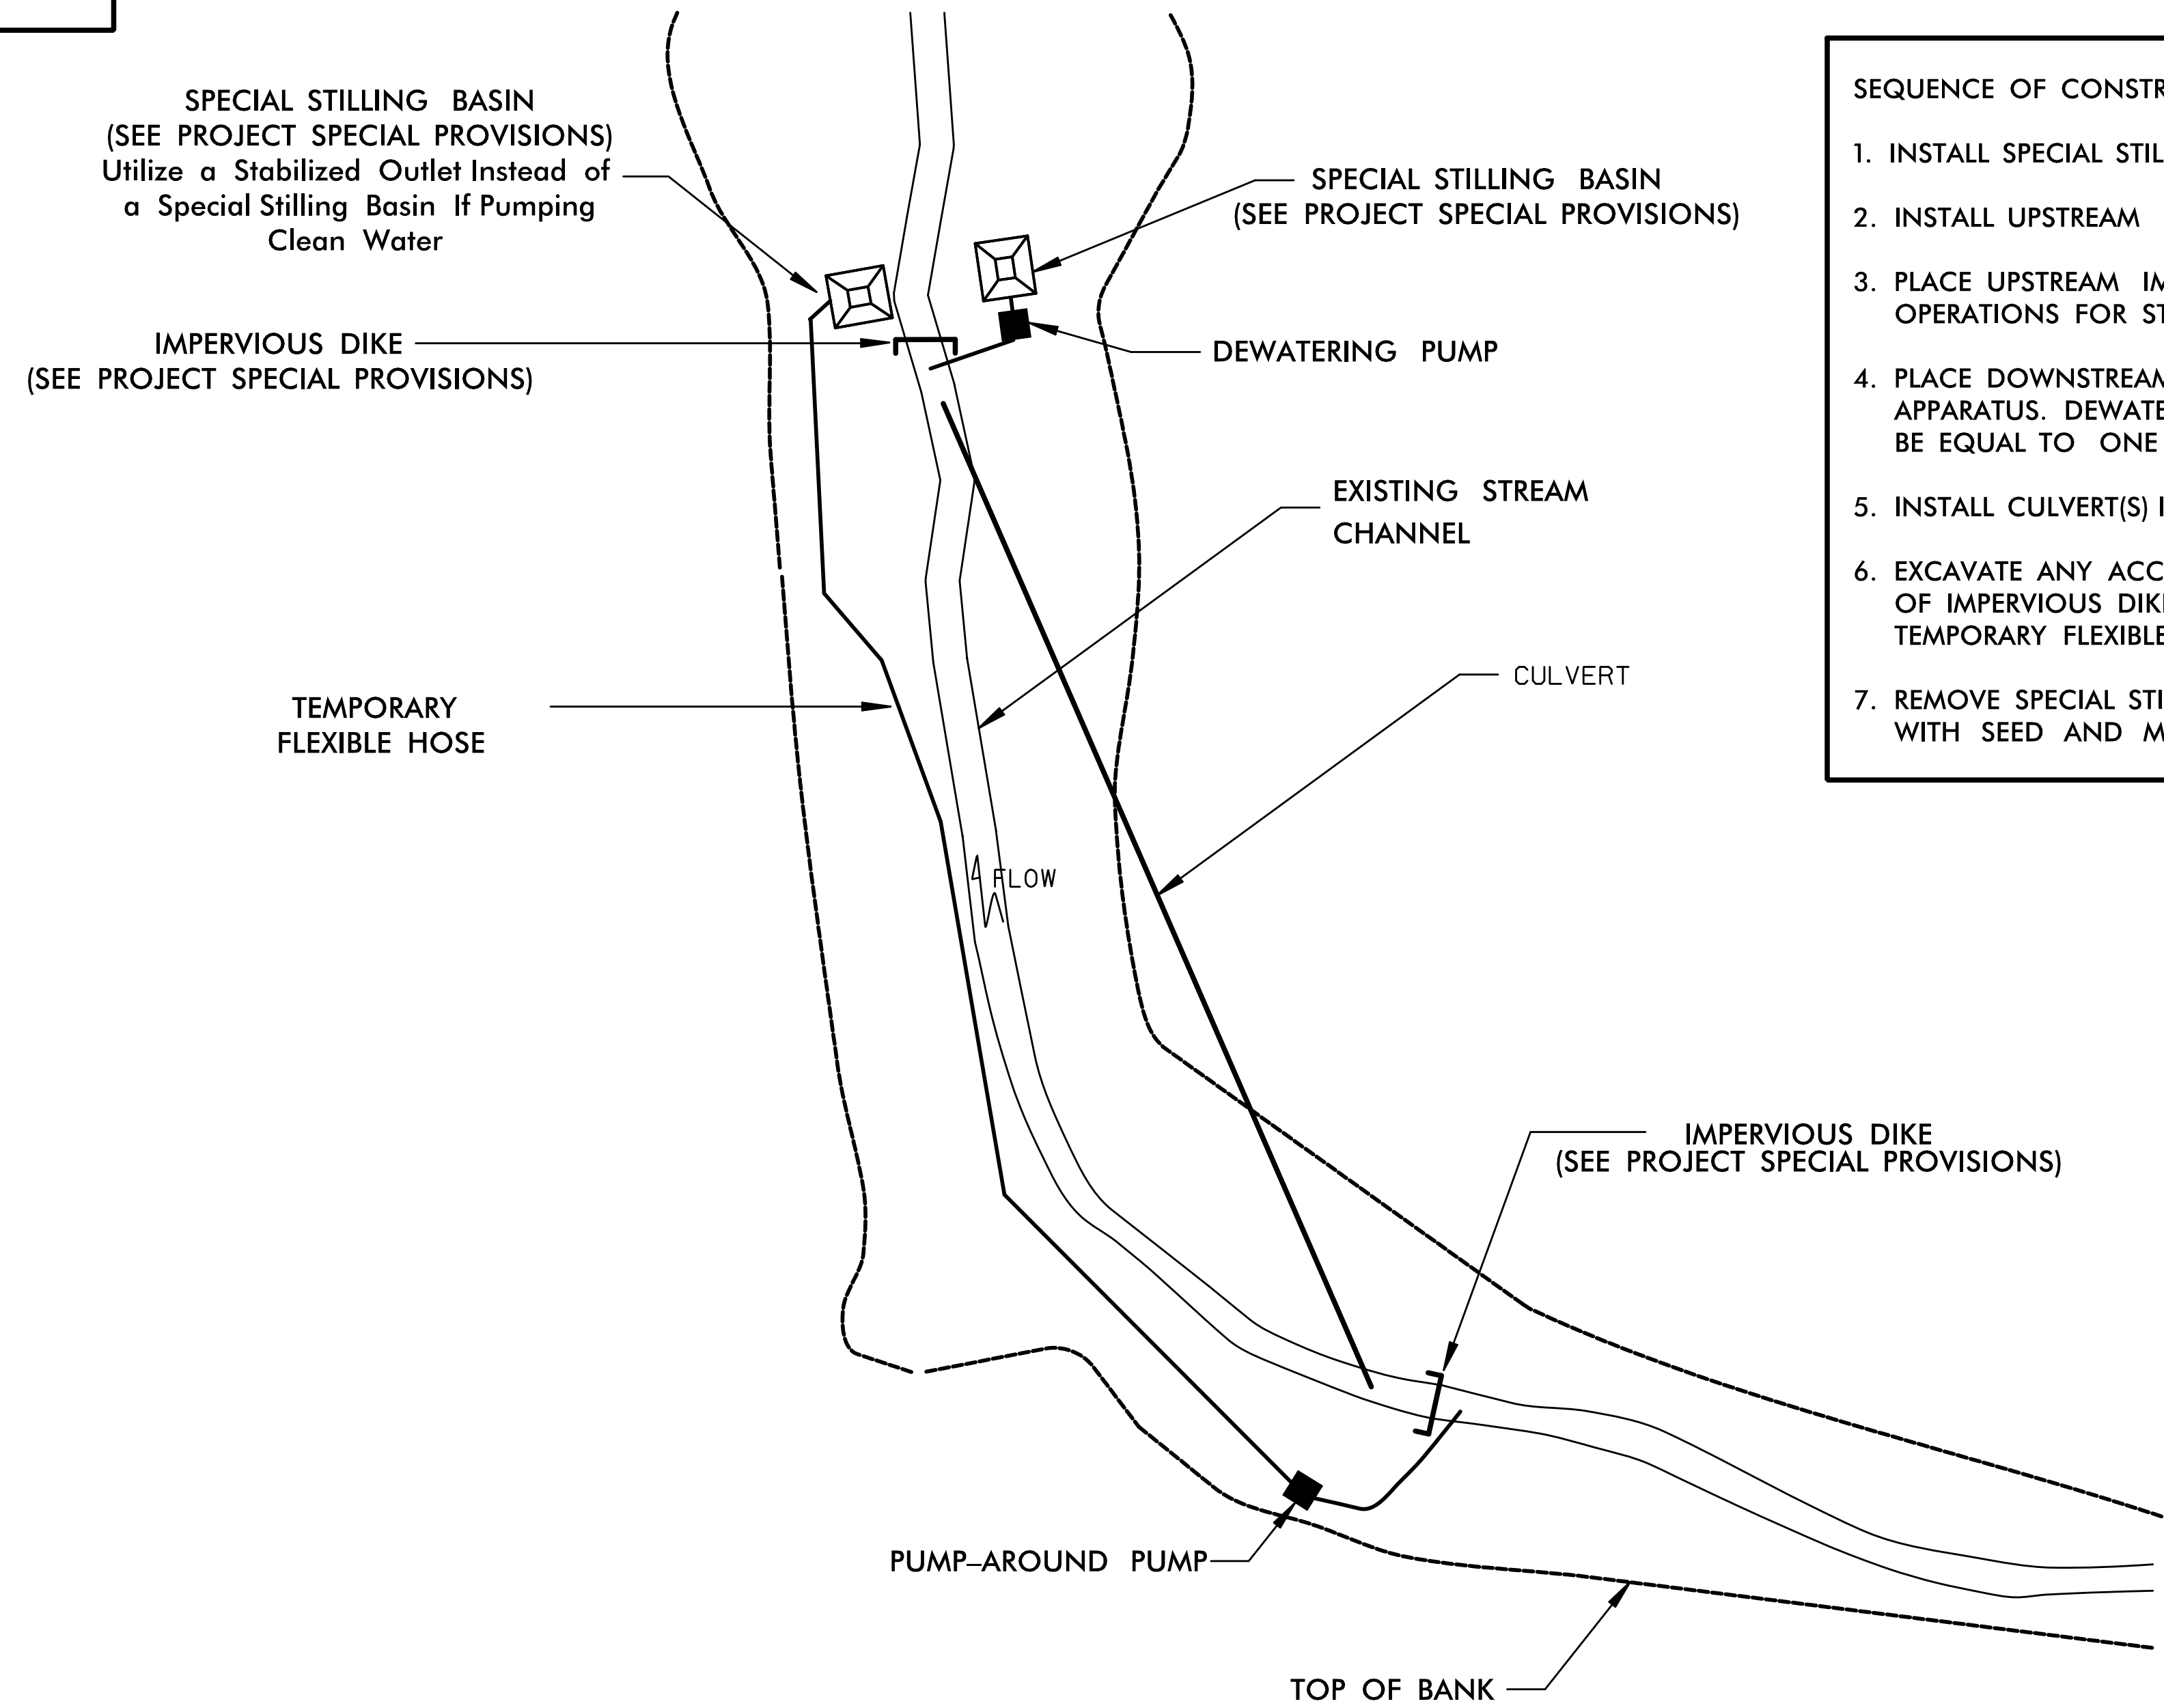 SPECIAL STILLING BASIN
(SEE PROJECT SPECIAL PROVISIONS)
Utilize a Stabilized Outlet Instead of
a Special Stilling Basin If Pumping
Clean Water
SPECIAL STILLING BASIN
(SEE PROJECT SPECIAL PROVISIONS)
IMPERVIOUS DIKE
(SEE PROJECT SPECIAL PROVISIONS)
DEWATERING PUMP
EXISTING STREAM
CHANNEL
TEMPORARY
FLEXIBLE HOSE
CULVERT
FLOW
IMPERVIOUS DIKE
(SEE PROJECT SPECIAL PROVISIONS)
PUMP-AROUND PUMP
TOP OF BANK
SEQUENCE OF
1. INSTALL SPECIAL
2. INSTALL UPSTREAM
3. PLACE UPSTREAM
OPERATIONS FOR
4. PLACE
APPARATUS.
BE EQUAL TO ONE
5. INSTALL CULVERT(S)
6. EXCAVATE ANY
OF IMPERVIOUS
TEMPORARY
7. REMOVE SPECIAL
WITH SEED AND